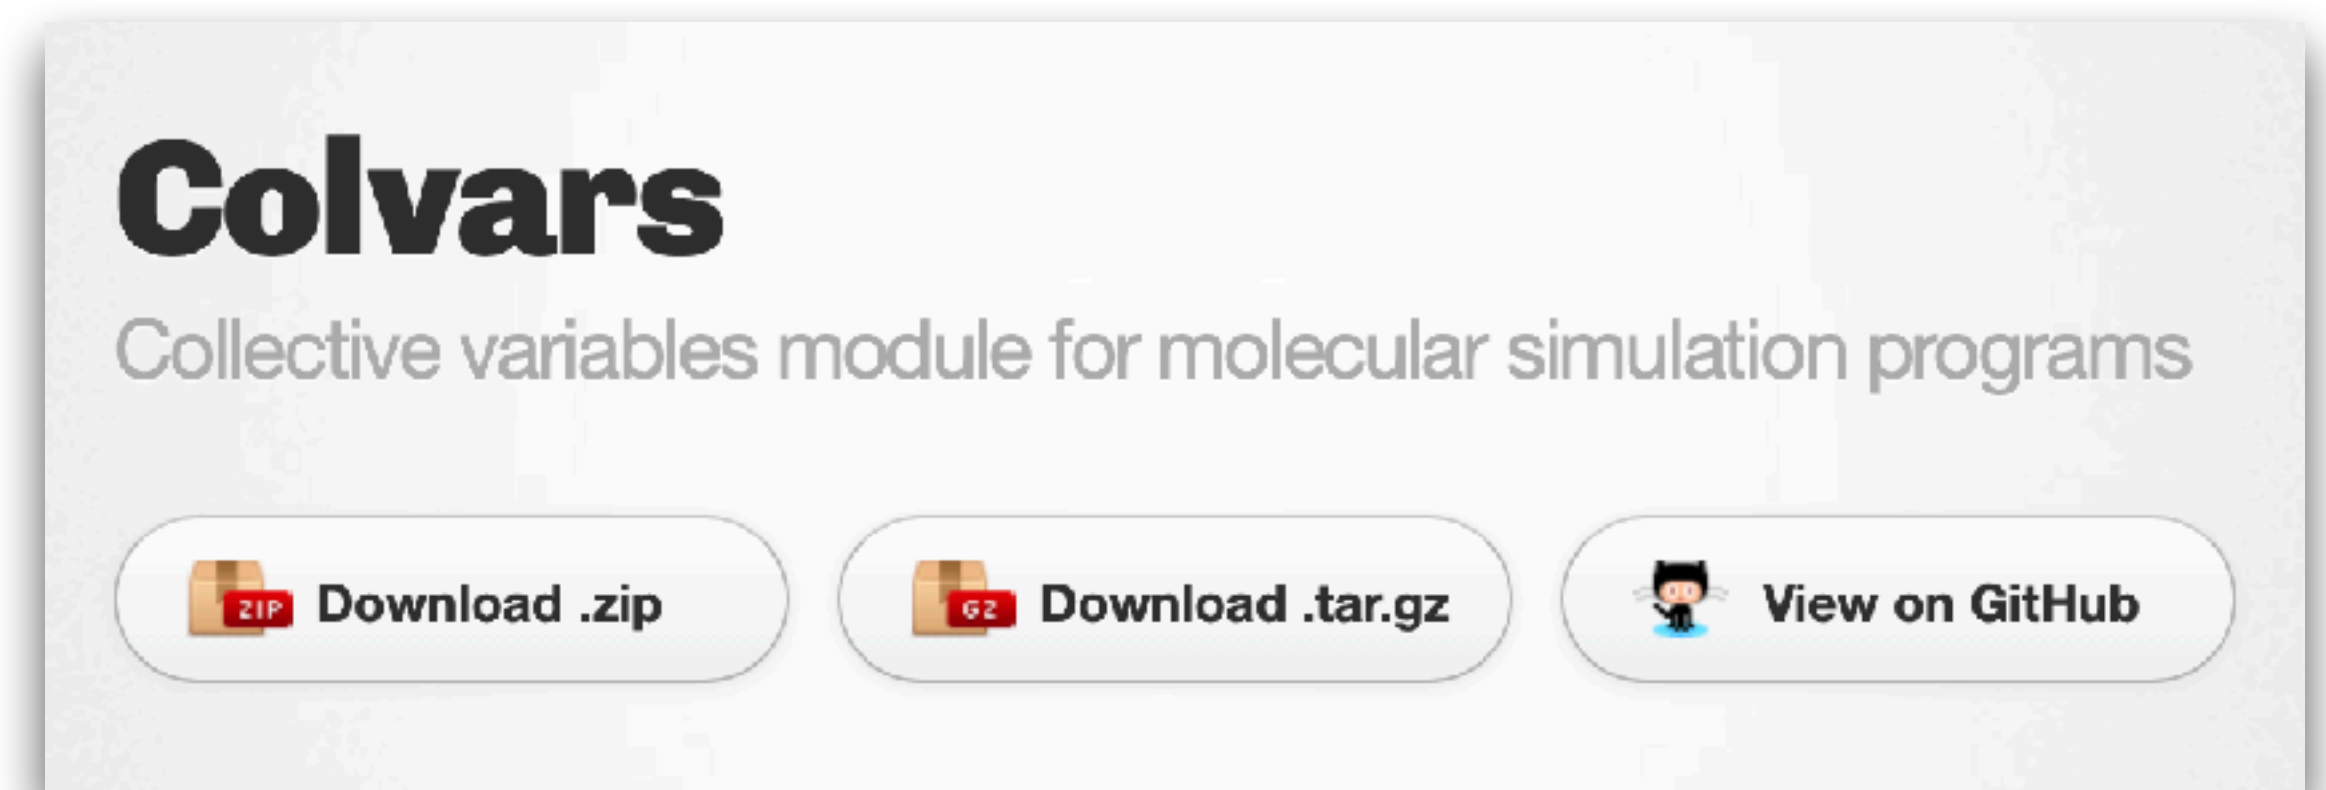 Colvars
Collective variables module for molecular simulation programs
ZIP Download .zip GZ Download .tar.gz View on GitHub